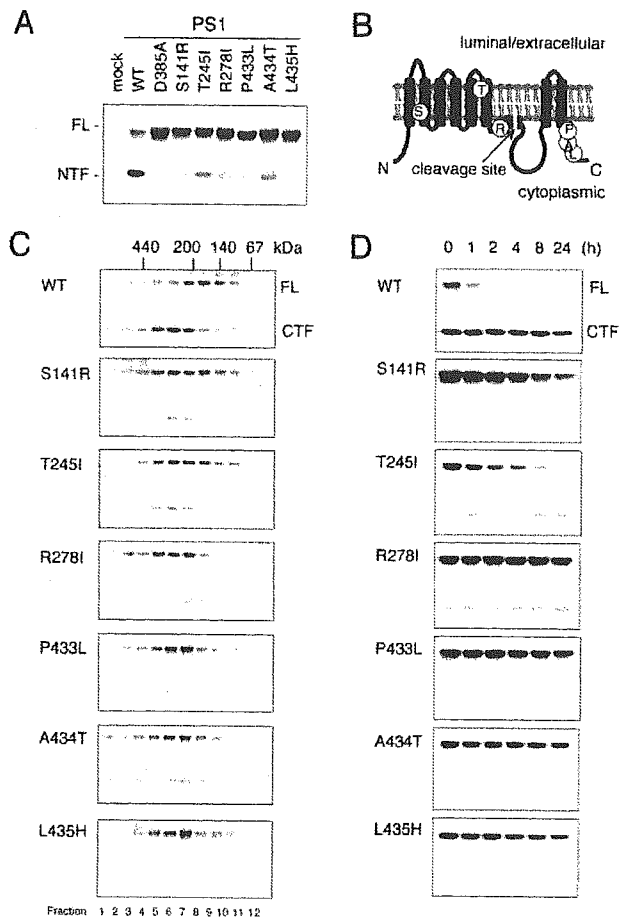 A
PS1
mock
WT
D385A
S141R
T245I
R278I
P433L
A434T
L435H
FL -
NTF -
B
luminal/extracellular
S
T
R
P
A
L
N
cleavage site
C
cytoplasmic
C
440 200 140 67 kDa
WT
FL
CTF
S141R
T245I
R278I
P433L
A434T
L435H
Fraction 1 2 3 4 5 6 7 8 9 10 11 12
D
0 1 2 4 8 24 (h)
WT
FL
CTF
S141R
T245I
R278I
P433L
A434T
L435H